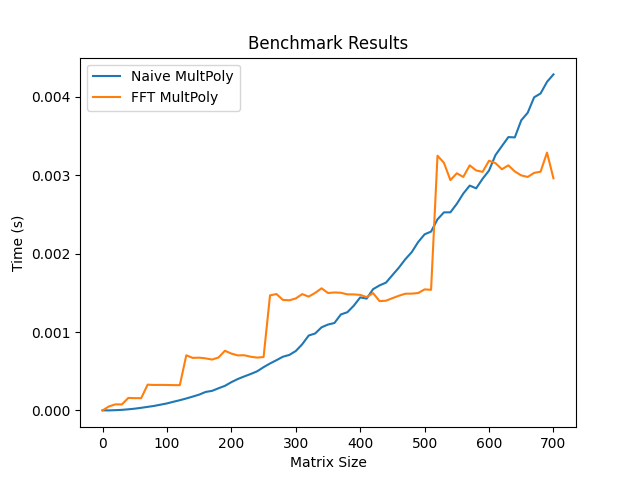 Benchmark Results
Naive MultPoly
FFT MultPoly
0.004
0.003
0.002
0.001
0.000
Time (s)
0 100 200 300 400 500 600 700
Matrix Size